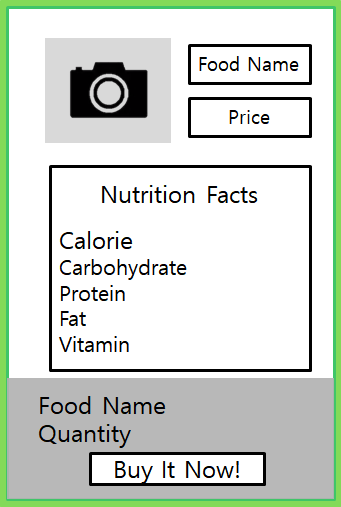 Food Name
Price
Nutrition Facts
Calorie
Carbohydrate
Protein
Fat
Vitamin
Food Name
Quantity
Buy It Now!